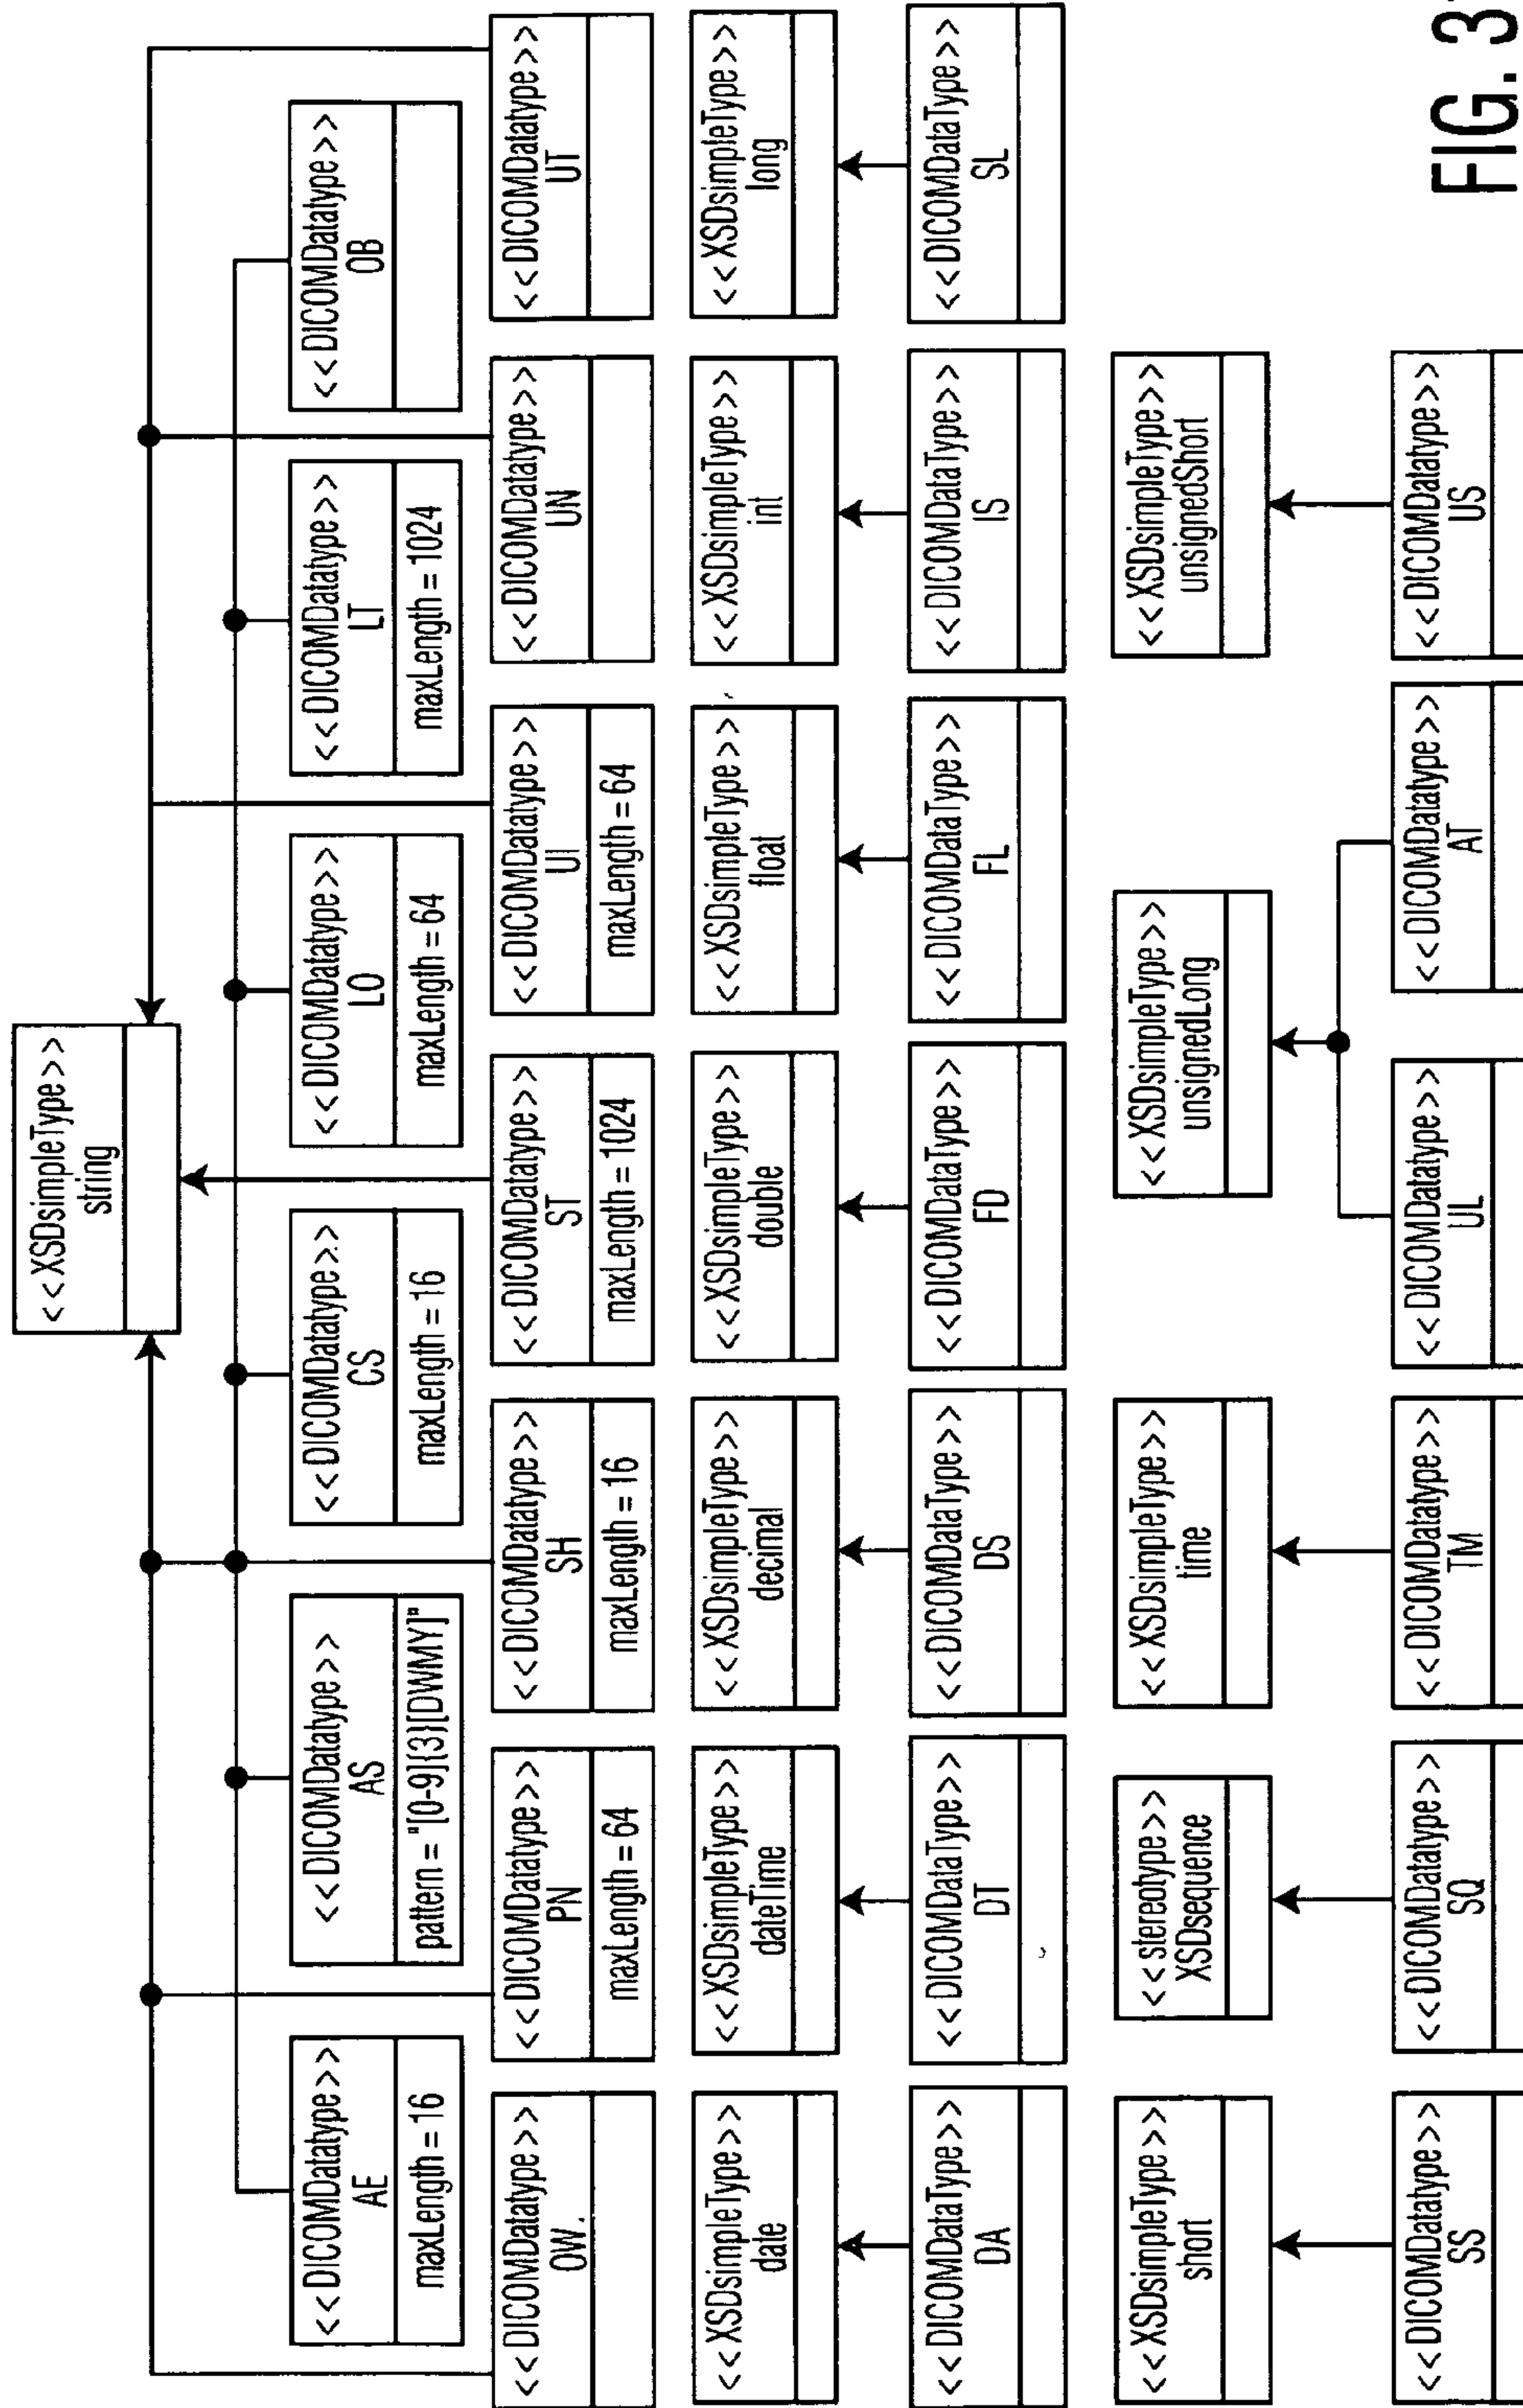 <<XSDsimpleType>>
string
<<DICOMDatatype>>
AE
maxLength = 16
<<DICOMDatatype>>
AS
pattern = "[0-9]{3}[DWMY]"
<<DICOMDatatype>>
CS
maxLength = 16
<<DICOMDatatype>>
LO
maxLength = 64
<<DICOMDatatype>>
LT
maxLength = 1024
<<DICOMDatatype>>
OB
<<DICOMDatatype>>
OW
<<DICOMDatatype>>
PN
maxLength = 64
<<DICOMDatatype>>
SH
maxLength = 16
<<DICOMDatatype>>
ST
maxLength = 1024
<<DICOMDatatype>>
UI
maxLength = 64
<<DICOMDatatype>>
UN
<<DICOMDatatype>>
UT
<<XSDsimpleType>>
date
<<XSDsimpleType>>
dateTime
<<XSDsimpleType>>
decimal
<<XSDsimpleType>>
double
<<XSDsimpleType>>
float
<<XSDsimpleType>>
int
<<XSDsimpleType>>
long
<<DICOMDataType>>
DA
<<DICOMDataType>>
DT
<<DICOMDataType>>
DS
<<DICOMDataType>>
FD
<<DICOMDataType>>
FL
<<DICOMDataType>>
IS
<<DICOMDataType>>
SL
<<XSDsimpleType>>
short
<<stereotype>>
XSDsequence
<<XSDsimpleType>>
time
<<XSDsimpleType>>
unsignedLong
<<XSDsimpleType>>
unsignedShort
<<DICOMDatatype>>
SS
<<DICOMDatatype>>
SQ
<<DICOMDatatype>>
TM
<<DICOMDatatype>>
UL
<<DICOMDatatype>>
AT
<<DICOMDatatype>>
US
FIG. 3